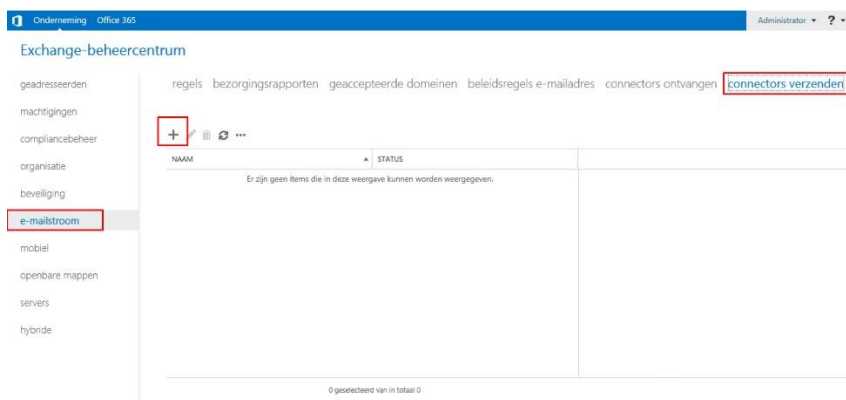 Onderneming Office 365 Administrator ?
Exchange-beheercentrum
geadresseerden
machtigingen
compliancebeheer
organisatie
beveiliging
e-mailstroom
mobiel
openbare mappen
servers
hybride
regels bezorgingsrapporten geaccepteerde domeinen beleidsregels e-mailadres connectors ontvangen connectors verzenden
NAAM STATUS
Er zijn geen items die in deze weergave kunnen worden weergegeven.
0 geselecteerd van in totaal 0